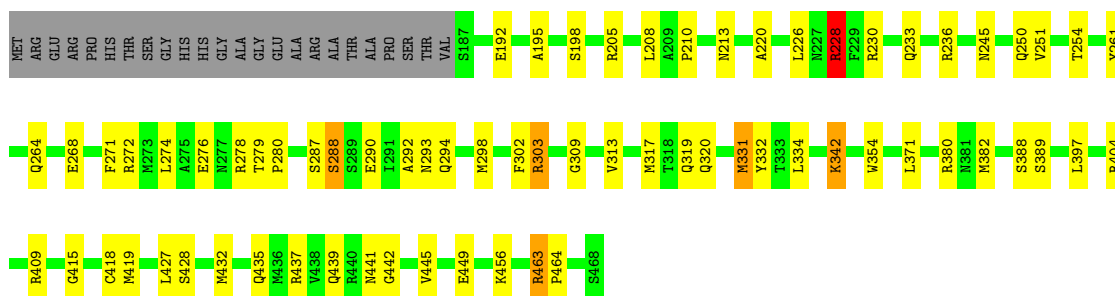 MET ARG GLU ARG PRO HIS THR SER GLY HIS HIS GLY ALA GLY GLU ALA ARG ALA THR ALA PRO SER THR VAL S187 E192 A195 S198 R205 L208 A209 P210 N213 A220 L226 N227 R228 F229 R230 Q233 R236 N245 Q250 V251 T254
Q264 E268 F271 R272 M273 L274 A275 E276 N277 R278 T279 P280 S287 S288 S289 E290 I291 A292 N293 Q294 M298 F302 R303 G309 V313 M317 T318 Q319 Q320 M331 Y332 T333 L334 K342 W354 L371 R380 N381 M382 S388 S389 L397
R409 G415 C418 M419 L427 S428 M432 Q435 M436 R437 V438 Q439 R440 N441 G442 V445 E449 K456 R463 P464 S468